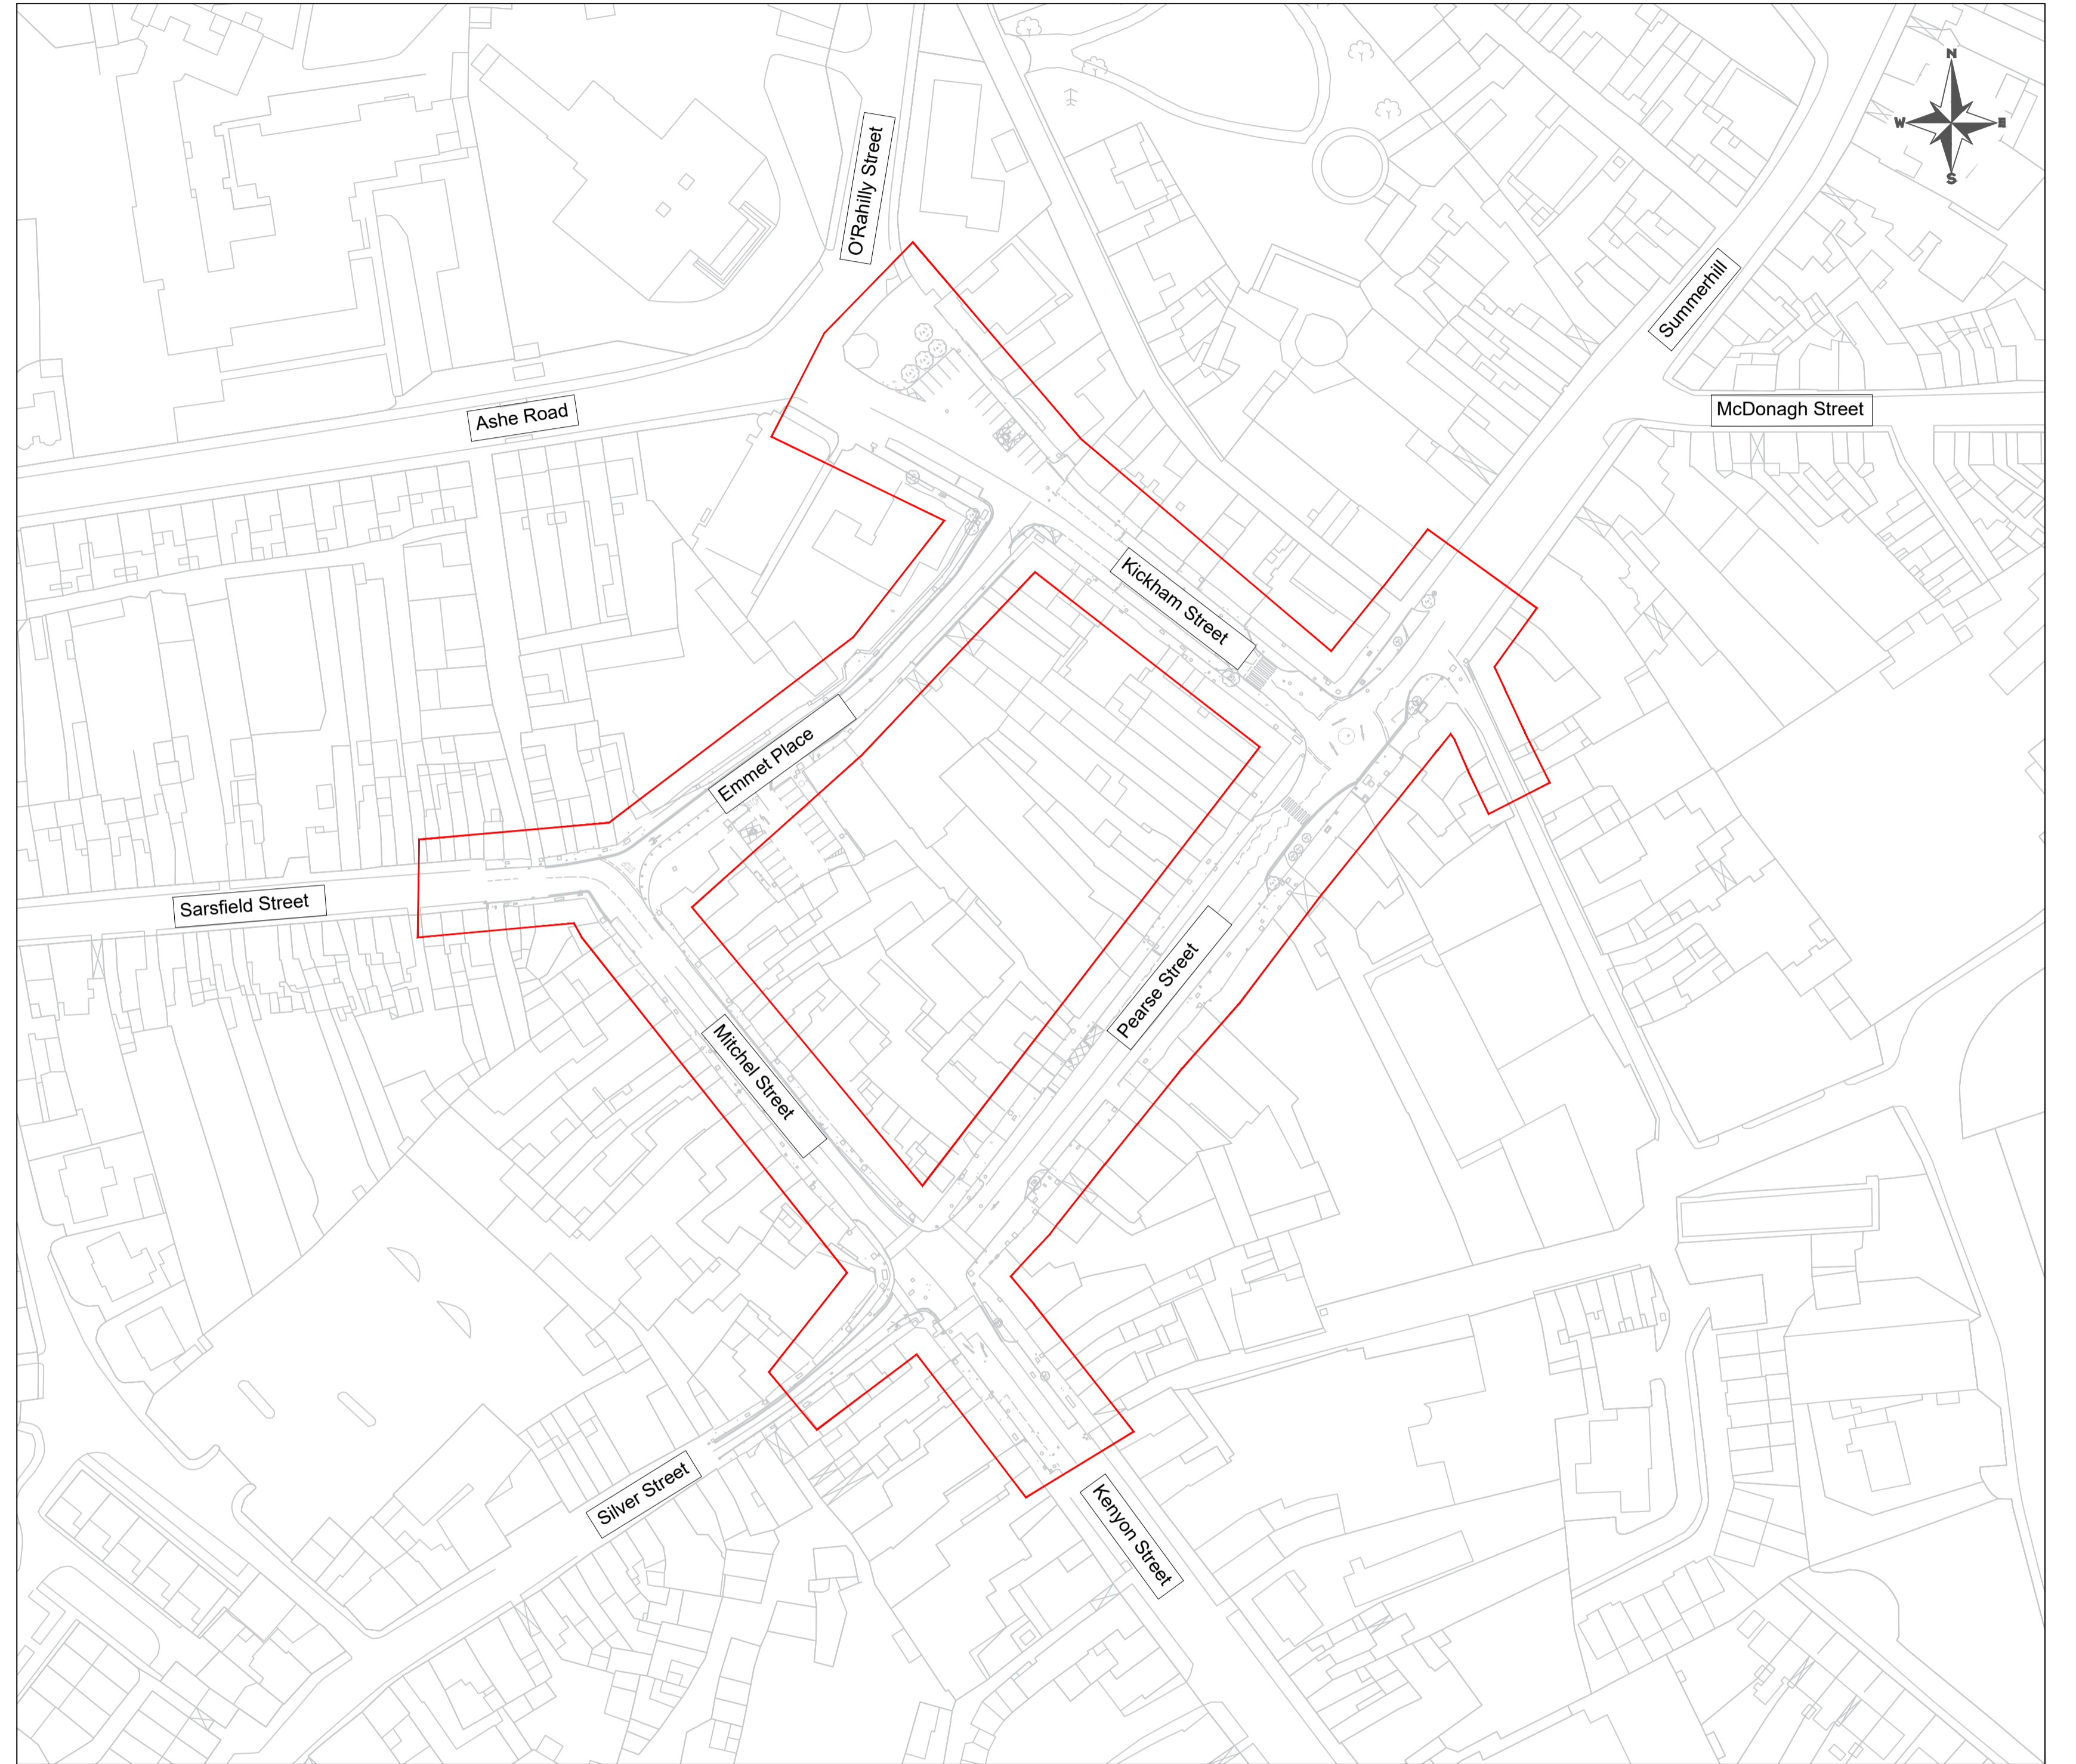 N
W
E
S
O'Rahilly Street
Summerhill
Ashe Road
McDonagh Street
Kickham Street
Emmet Place
Sarsfield Street
Pearse Street
Mitchel Street
Silver Street
Kenyon Street